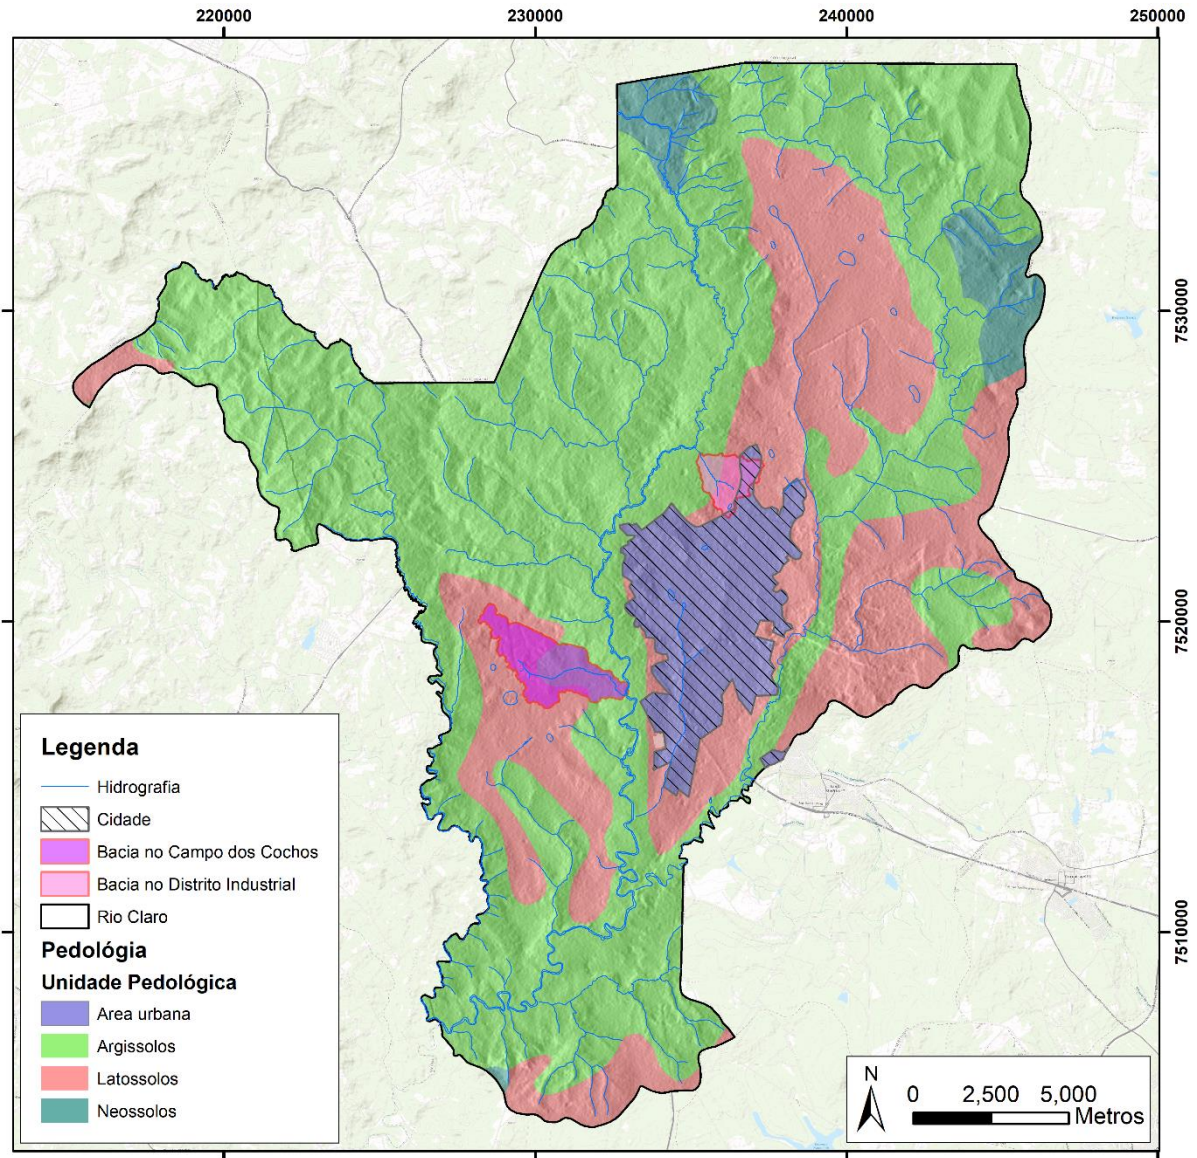 220000
230000
240000
250000
7530000
7520000
7510000
Legenda
Hidrografia
Cidade
Bacia no Campo dos Cochos
Bacia no Distrito Industrial
Rio Claro
Pedológia
Unidade Pedológica
Area urbana
Argissolos
Latossolos
Neossolos
N
0 2,500 5,000
Metros